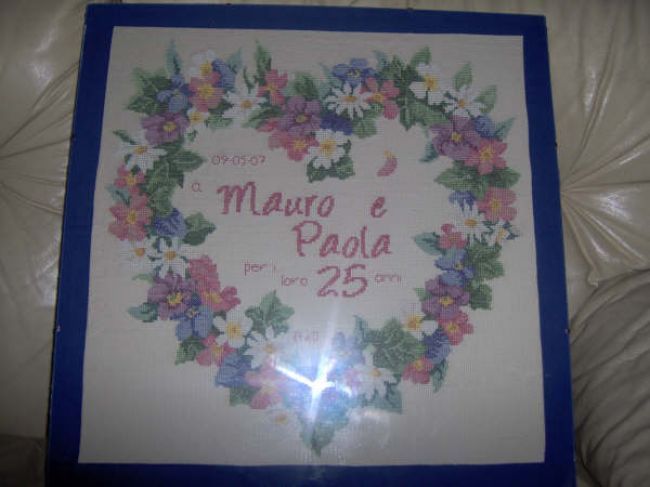 09-05-07
a
Mauro e
Paola
per i
loro 25 anni